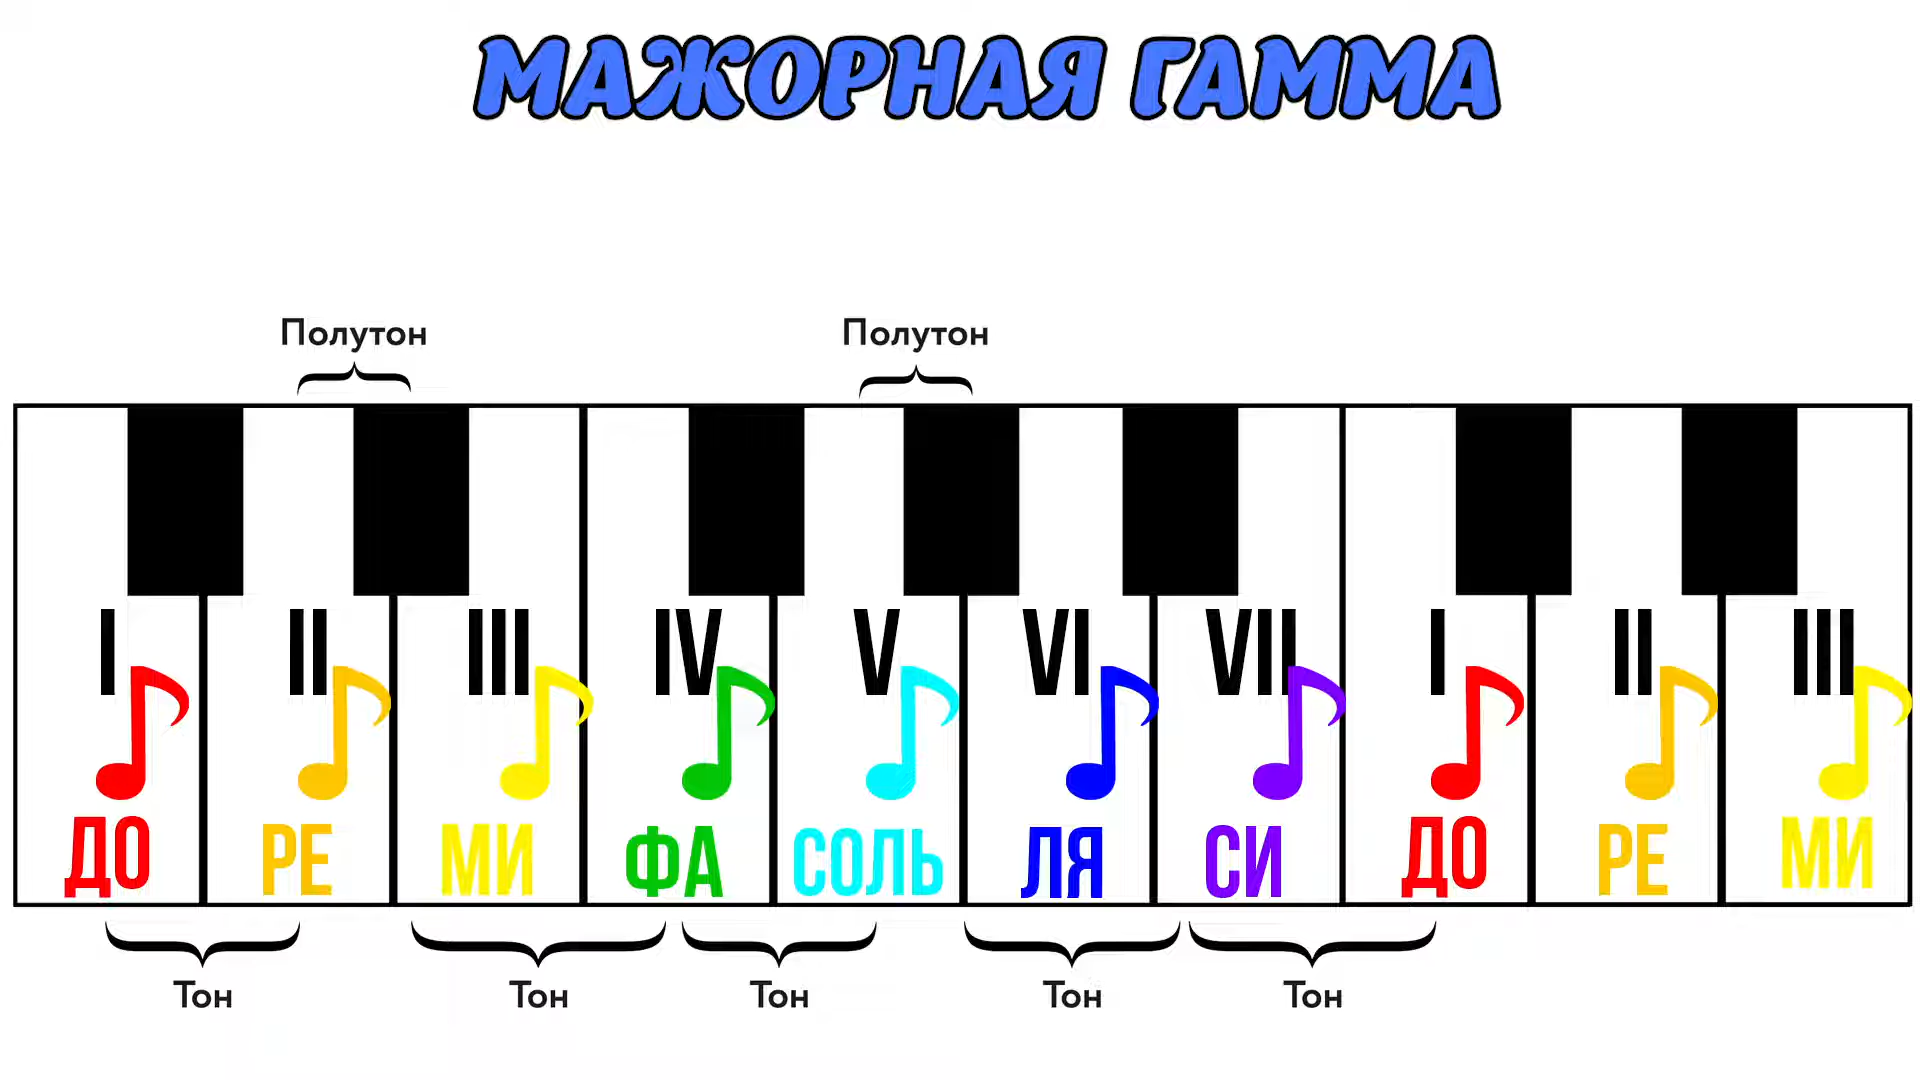 МАЖОРНАЯ ГАММА
Полутон Полутон
I II III IV V VI VII I II III
ДО РЕ МИ ФА СОЛЬ ЛЯ СИ ДО РЕ МИ
Тон Тон Тон Тон Тон